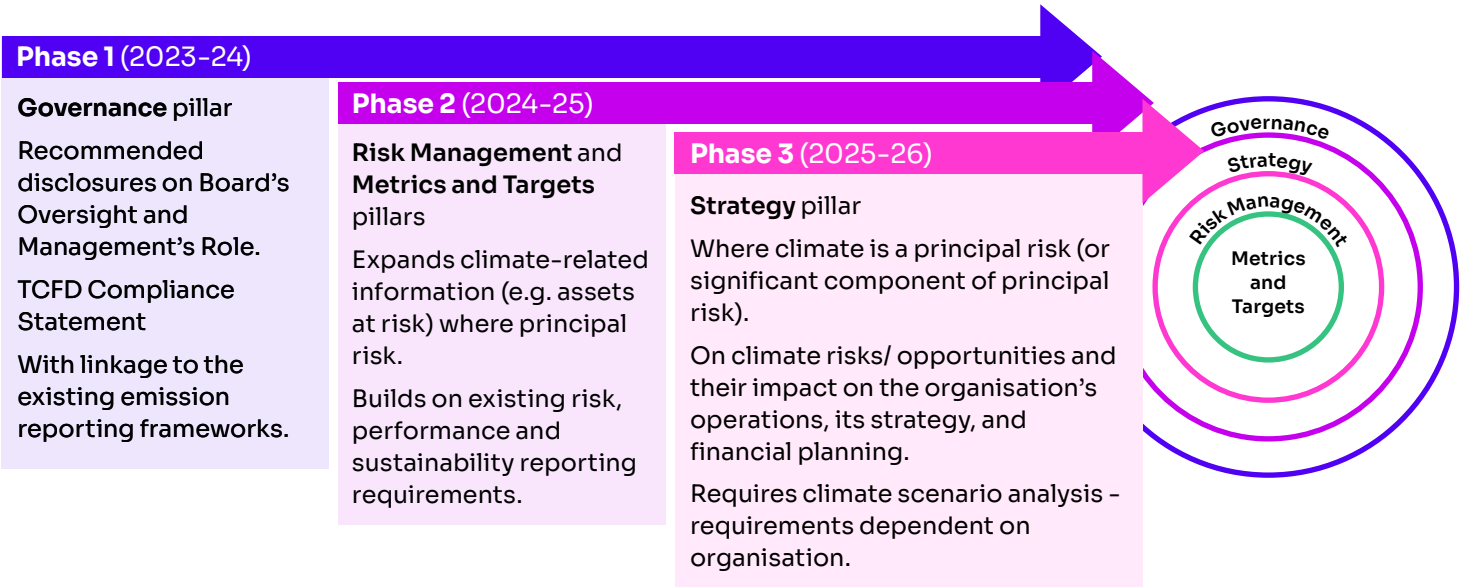 Phase 1 (2023-24)
Governance pillar
Recommended
disclosures on Board’s
Oversight and
Management’s Role.
TCFD Compliance
Statement
With linkage to the
existing emission
reporting frameworks.
Phase 2 (2024-25)
Risk Management and
Metrics and Targets
pillars
Expands climate-related
information (e.g. assets
at risk) where principal
risk.
Builds on existing risk,
performance and
sustainability reporting
requirements.
Phase 3 (2025-26)
Strategy pillar
Where climate is a principal risk (or
significant component of principal
risk).
On climate risks/ opportunities and
their impact on the organisation’s
operations, its strategy, and
financial planning.
Requires climate scenario analysis -
requirements dependent on
organisation.
Governance
Strategy
Risk Management
Metrics
and
Targets